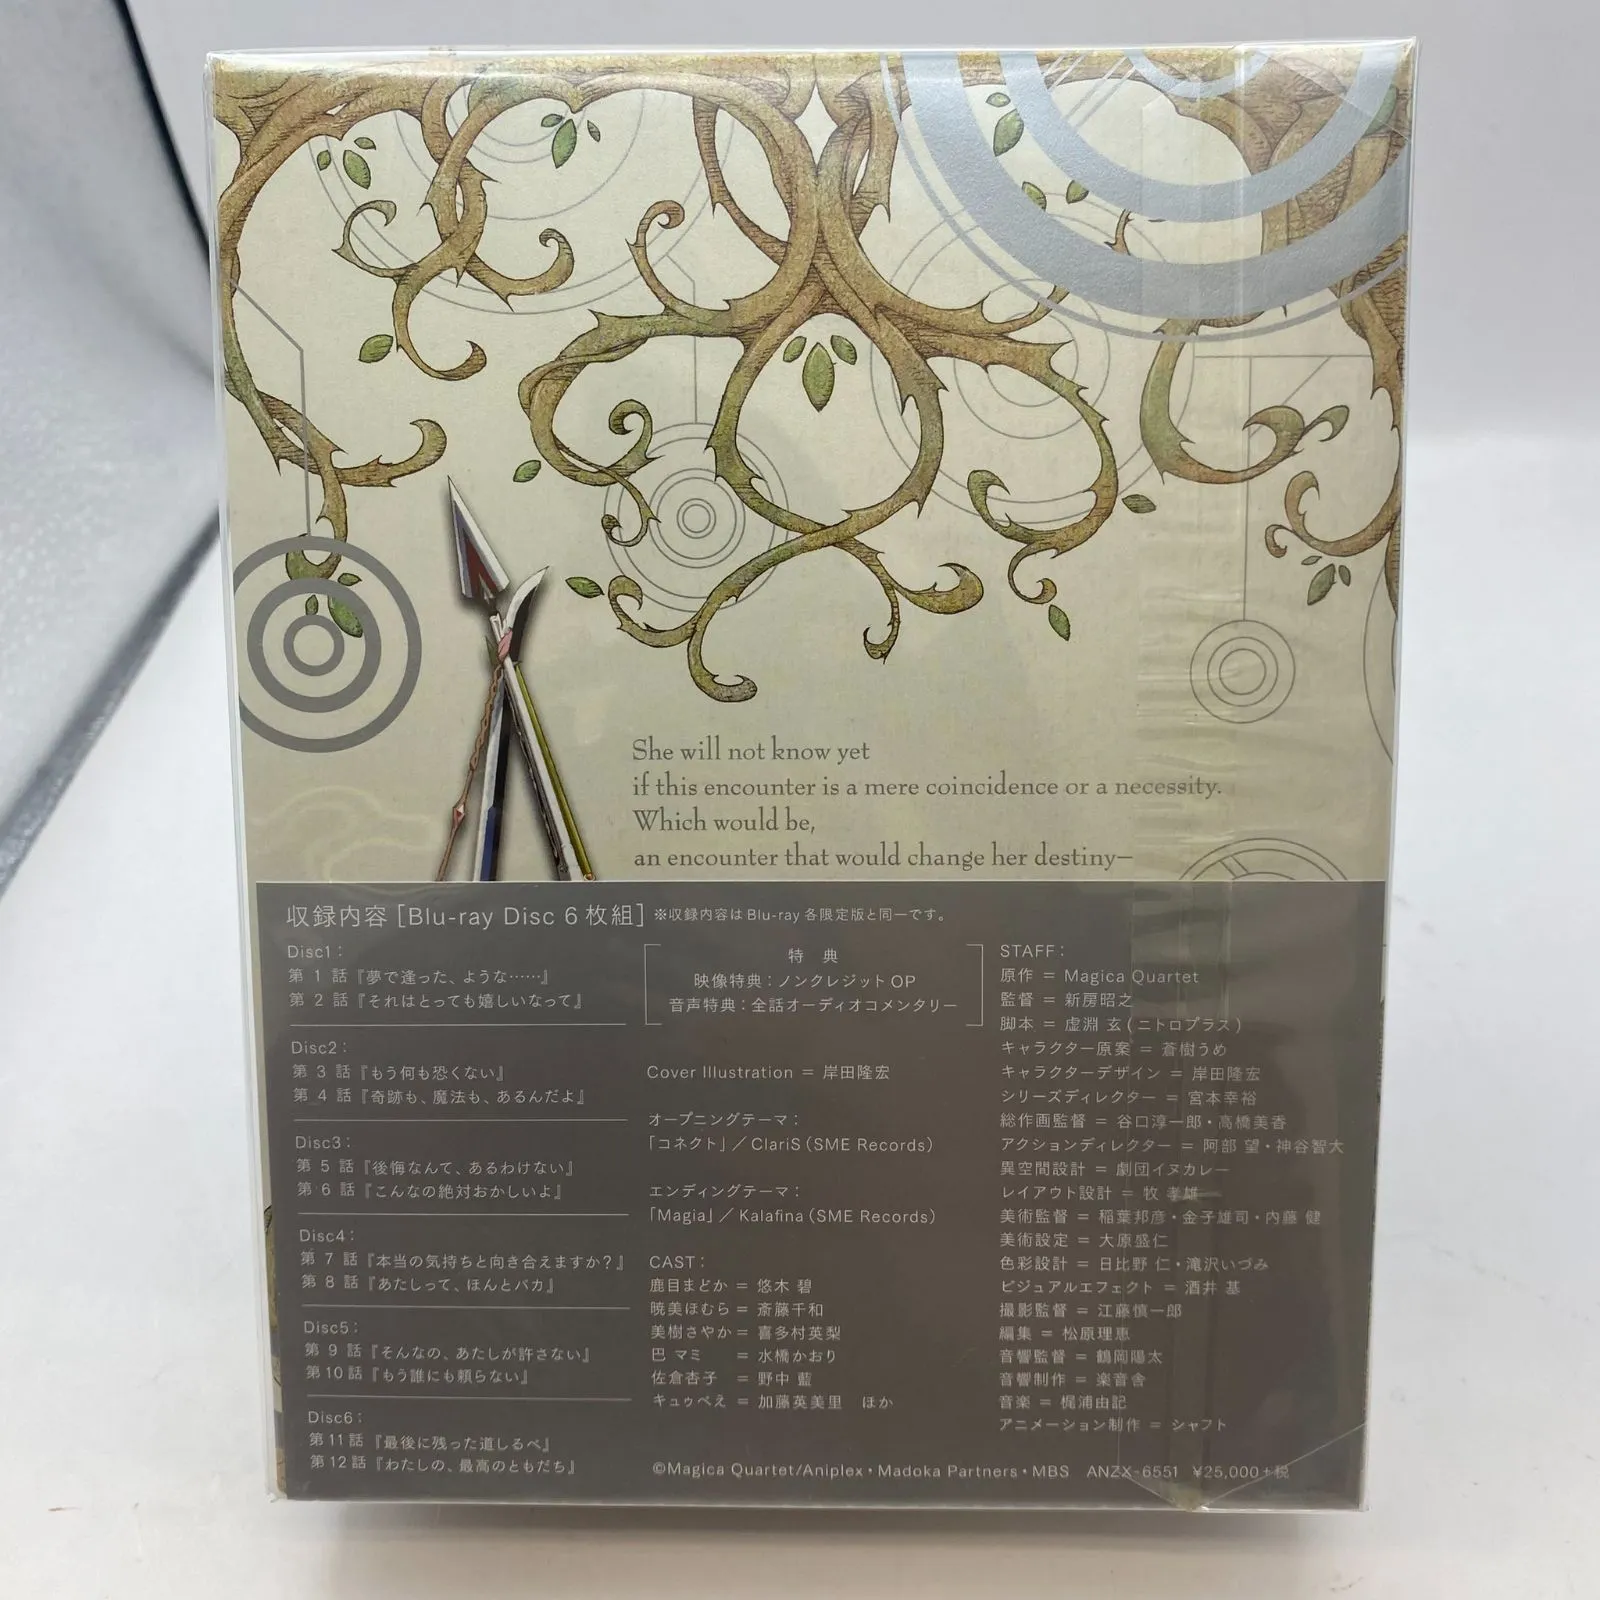 She will not know yet
if this encounter is a mere coincidence or a necessity.
Which would be,
an encounter that would change her destiny—
収録内容［Blu-ray Disc 6枚組］※収録内容はBlu-ray各限定版と同一です。
Disc1：
第 1 話『夢で逢った、ような……』
第 2 話『それはとっても嬉しいなって』
Disc2：
第 3 話『もう何も恐くない』
第 4 話『奇跡も、魔法も、あるんだよ』
Disc3：
第 5 話『後悔なんて、あるわけない』
第 6 話『こんなの絶対おかしいよ』
Disc4：
第 7 話『本当の気持ちと向き合えますか？』
第 8 話『あたしって、ほんとバカ』
Disc5：
第 9 話『そんなの、あたしが許さない』
第10話『もう誰にも頼らない』
Disc6：
第11話『最後に残った道しるべ』
第12話『わたしの、最高のともだち』
特 典
映像特典：ノンクレジットOP
音声特典：全話オーディオコメンタリー
Cover Illustration ＝ 岸田隆宏
オープニングテーマ：
「コネクト」／ClariS（SME Records）
エンディングテーマ：
「Magia」／Kalafina（SME Records）
CAST：
鹿目まどか ＝ 悠木 碧
暁美ほむら ＝ 斎藤千和
美樹さやか ＝ 喜多村英梨
巴 マミ ＝ 水橋かおり
佐倉杏子 ＝ 野中 藍
キュゥべえ ＝ 加藤英美里 ほか
STAFF：
原作 ＝ Magica Quartet
監督 ＝ 新房昭之
脚本 ＝ 虚淵 玄（ニトロプラス）
キャラクター原案 ＝ 蒼樹うめ
キャラクターデザイン ＝ 岸田隆宏
シリーズディレクター ＝ 宮本幸裕
総作画監督 ＝ 谷口淳一郎・高橋美香
アクションディレクター ＝ 阿部 望・神谷智大
異空間設計 ＝ 劇団イヌカレー
レイアウト設計 ＝ 牧 孝雄
美術監督 ＝ 稲葉邦彦・金子雄司・内藤 健
美術設定 ＝ 大原盛仁
色彩設計 ＝ 日比野 仁・滝沢いづみ
ビジュアルエフェクト ＝ 酒井 基
撮影監督 ＝ 江藤慎一郎
編集 ＝ 松原理恵
音響監督 ＝ 鶴岡陽太
音響制作 ＝ 楽音舎
音楽 ＝ 梶浦由記
アニメーション制作 ＝ シャフト
©Magica Quartet/Aniplex・Madoka Partners・MBS ANZX-6551 ¥25,000+税